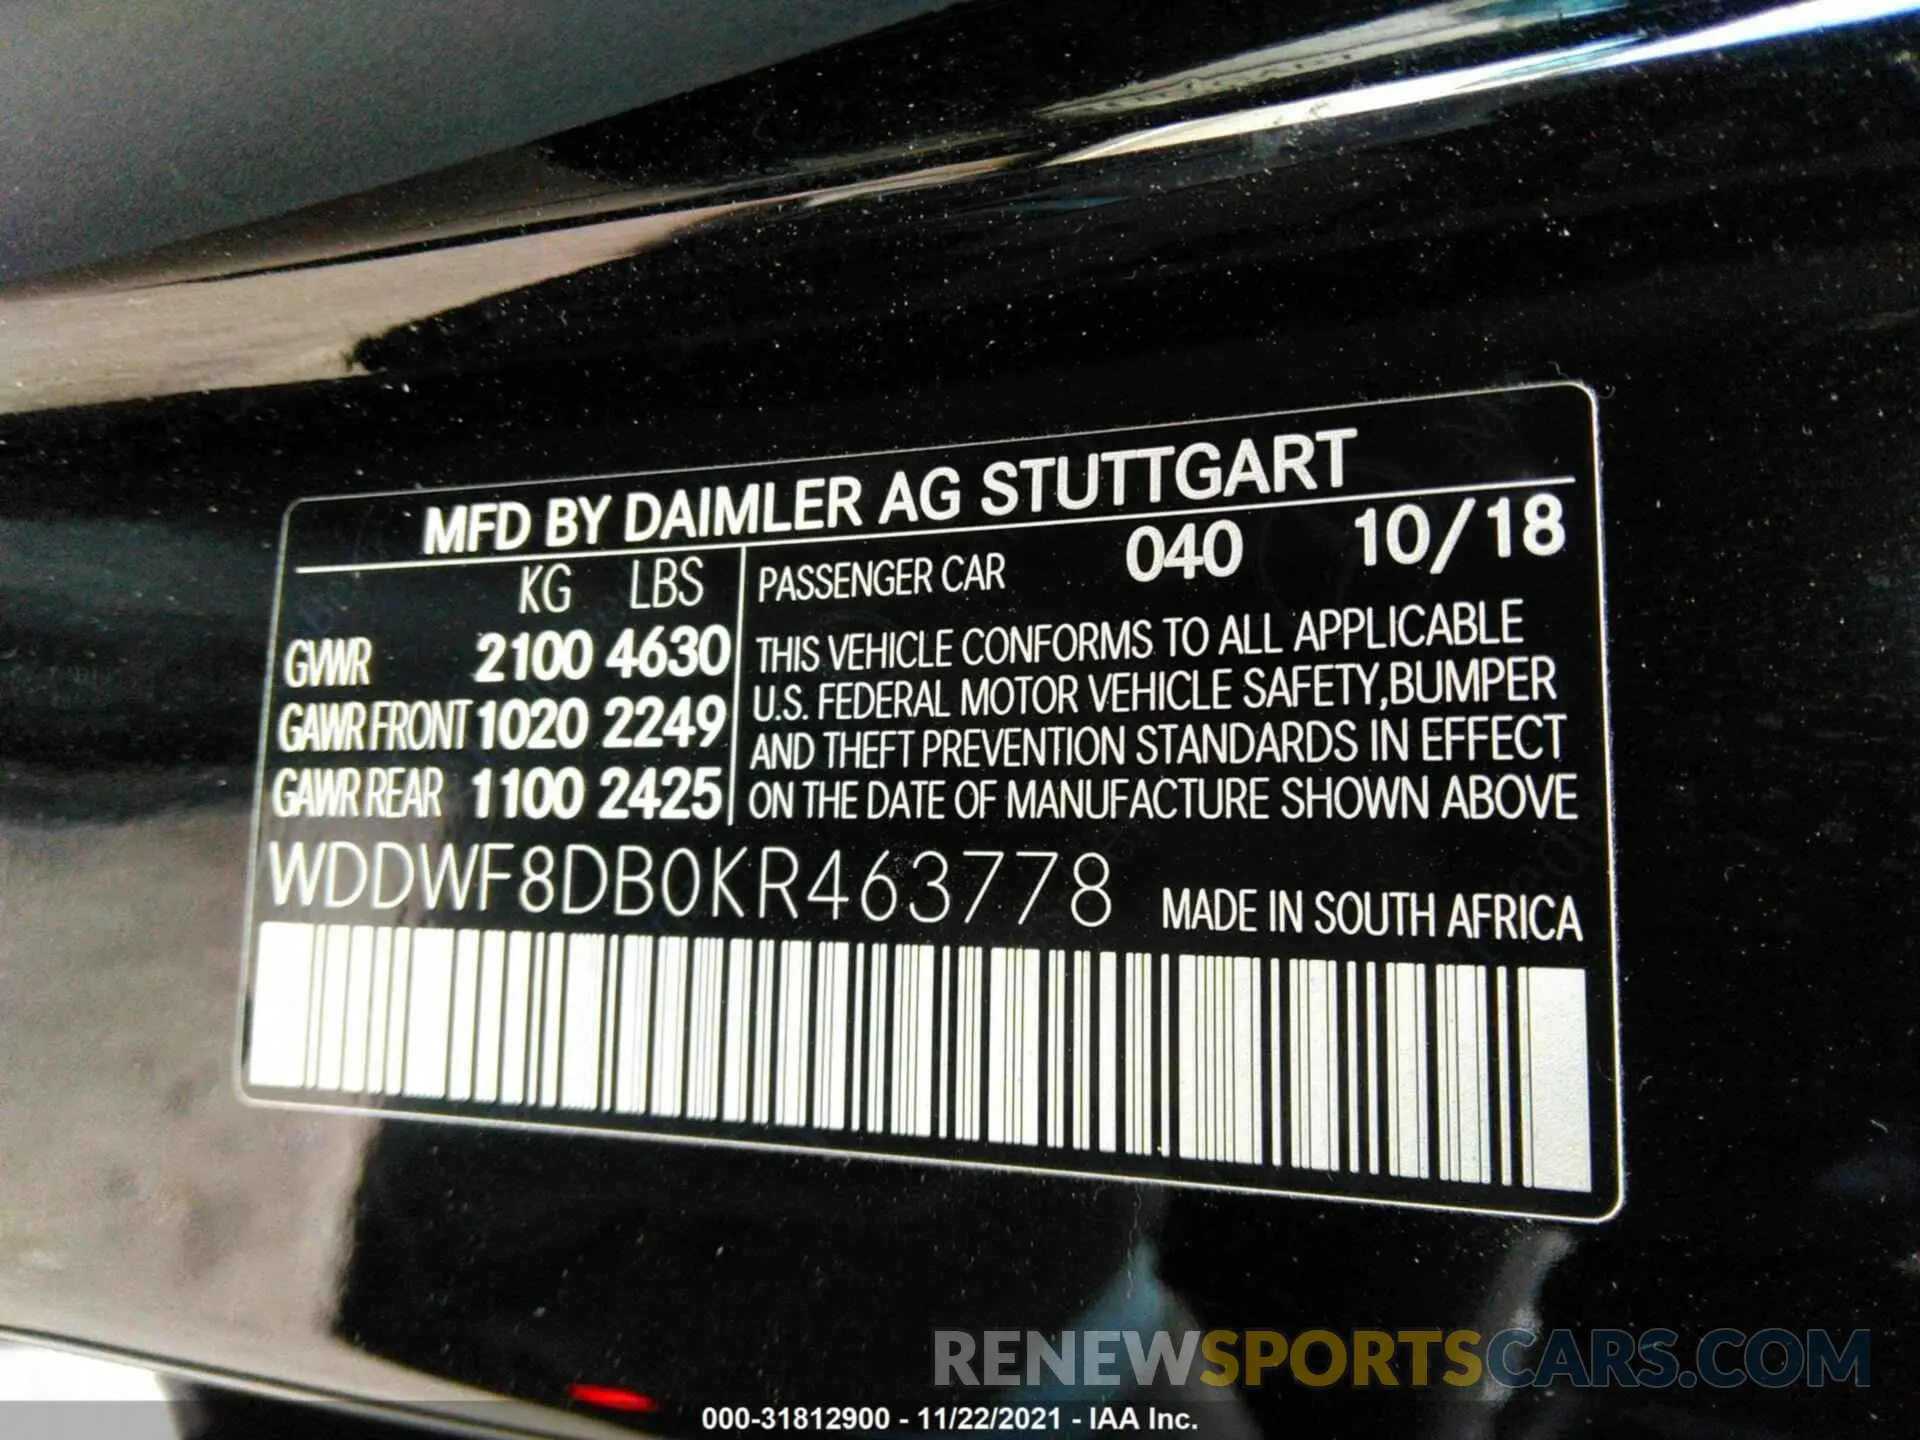 MFD BY DAIMLER AG STUTTGART
KG LBS
GVWR 2100 4630
GAWR FRONT 1020 2249
GAWR REAR 1100 2425
PASSENGER CAR 040 10/18
THIS VEHICLE CONFORMS TO ALL APPLICABLE
U.S. FEDERAL MOTOR VEHICLE SAFETY,BUMPER
AND THEFT PREVENTION STANDARDS IN EFFECT
ON THE DATE OF MANUFACTURE SHOWN ABOVE
WDDWF8DB0KR463778 MADE IN SOUTH AFRICA
RENEWSPORTSCARS.COM
000-31812900 - 11/22/2021 - IAA Inc.